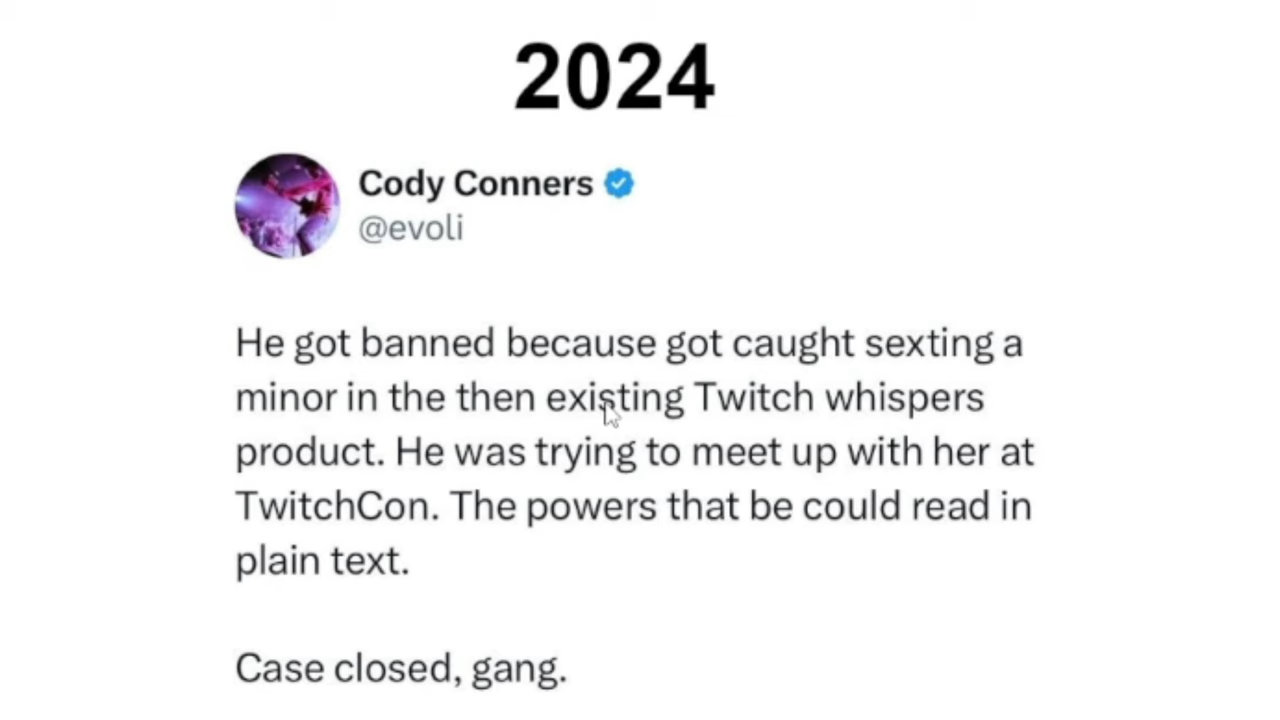 2024
Cody Conners
@evoli
He got banned because got caught sexting a
minor in the then existing Twitch whispers
product. He was trying to meet up with her at
TwitchCon. The powers that be could read in
plain text.
Case closed, gang.